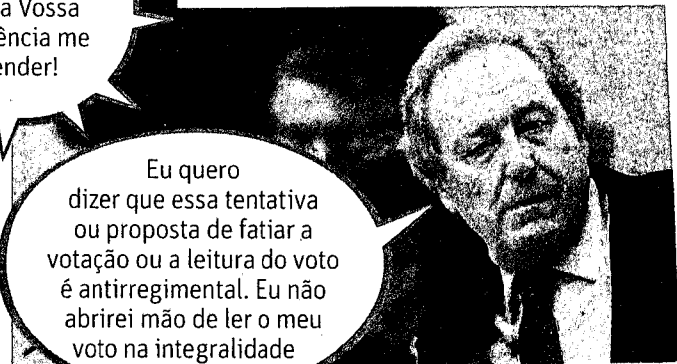 a Vossa
ência me
ender!
Eu quero
dizer que essa tentativa
ou proposta de fatiar a
votação ou a leitura do voto
é antirregimental. Eu não
abrirei mão de ler o meu
voto na integralidade